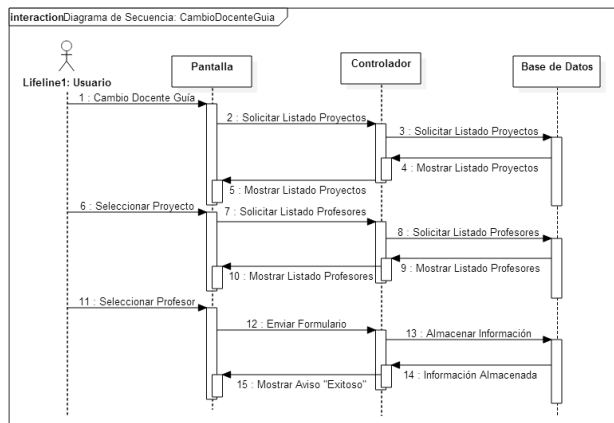 interactionDiagrama de Secuencia: CambioDocenteGuia
Lifeline1: Usuario
Pantalla
Controlador
Base de Datos
1 : Cambio Docente Guía
2 : Solicitar Listado Proyectos
3 : Solicitar Listado Proyectos
4 : Mostrar Listado Proyectos
5 : Mostrar Listado Proyectos
6 : Seleccionar Proyecto
7 : Solicitar Listado Profesores
8 : Solicitar Listado Profesores
9 : Mostrar Listado Profesores
10 : Mostrar Listado Profesores
11 : Seleccionar Profesor
12 : Enviar Formulario
13 : Almacenar Información
14 : Información Almacenada
15 : Mostrar Aviso "Exitoso"